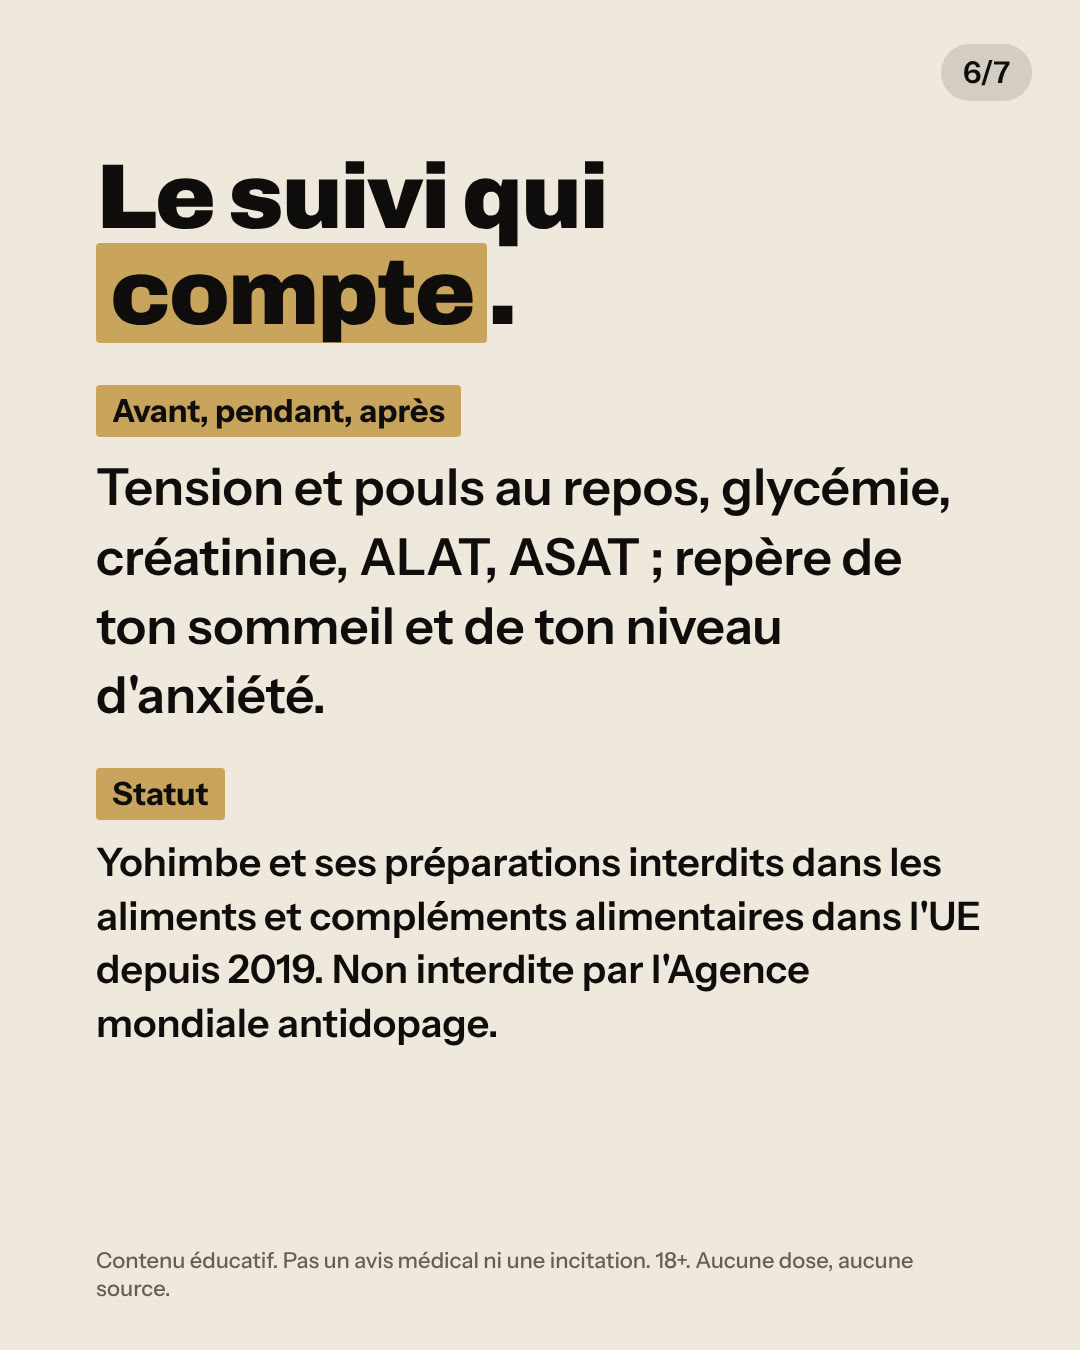 6/7
Le suivi qui
compte.
Avant, pendant, après
Tension et pouls au repos, glycémie,
créatinine, ALAT, ASAT ; repère de
ton sommeil et de ton niveau
d'anxiété.
Statut
Yohimbe et ses préparations interdits dans les
aliments et compléments alimentaires dans l'UE
depuis 2019. Non interdite par l'Agence
mondiale antidopage.
Contenu éducatif. Pas un avis médical ni une incitation. 18+. Aucune dose, aucune
source.